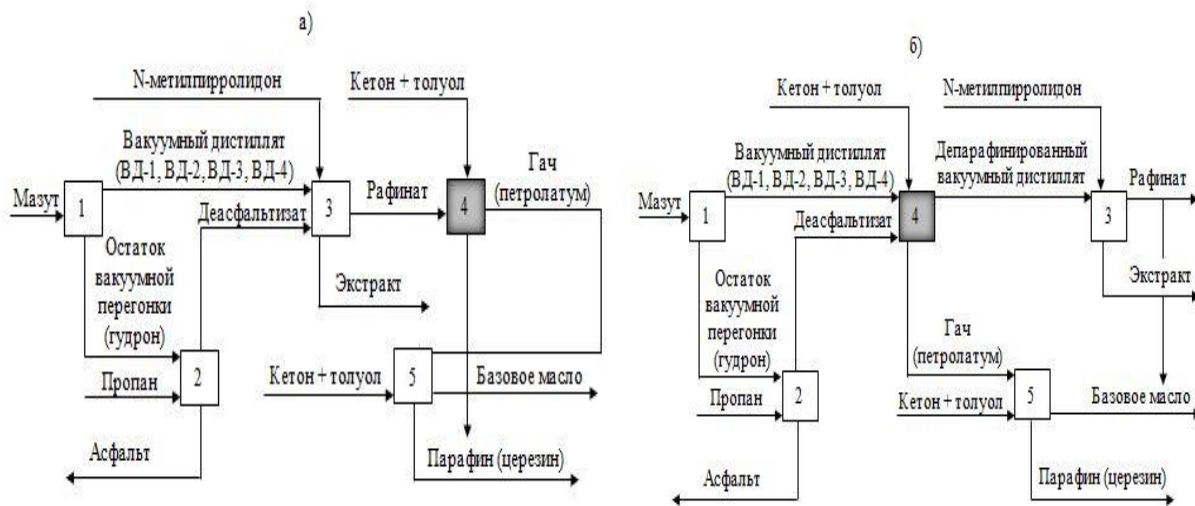 а)
N-метилпирролидон
Кетон + толуол
Вакуумный дистиллят
(ВД-1, ВД-2, ВД-3, ВД-4)
Гач
(петролатум)
Мазут
1
3
Рафинат
4
Деасфальтизат
Остаток
вакуумной
перегонки
(гудрон)
Экстракт
2
Пропан
Кетон + толуол
5
Базовое масло
Асфальт
Парафин (церезин)
б)
Кетон + толуол
N-метилпирролидон
Вакуумный дистиллят
(ВД-1, ВД-2, ВД-3, ВД-4)
Депарафинированный
вакуумный дистиллят
Рафинат
Мазут
1
4
3
Деасфальтизат
Остаток
вакуумной
перегонки
(гудрон)
Экстракт
Гач
(петролатум)
2
Пропан
Кетон + толуол
5
Базовое масло
Асфальт
Парафин (церезин)